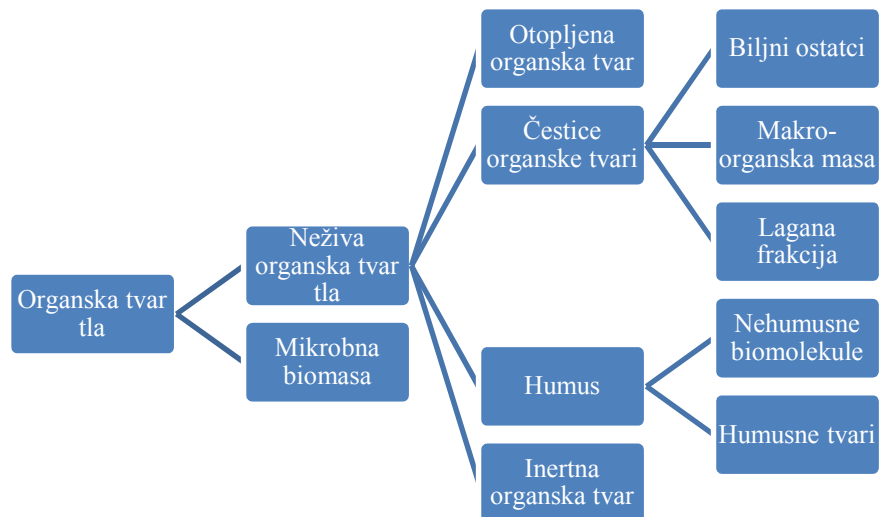 Organska tvar
tla
Neživa
organska tvar
tla
Mikrobna
biomasa
Otopljena
organska tvar
Čestice
organske tvari
Humus
Inertna
organska tvar
Biljni ostatci
Makro-
organska masa
Lagana
frakcija
Nehumusne
biomolekule
Humusne tvari